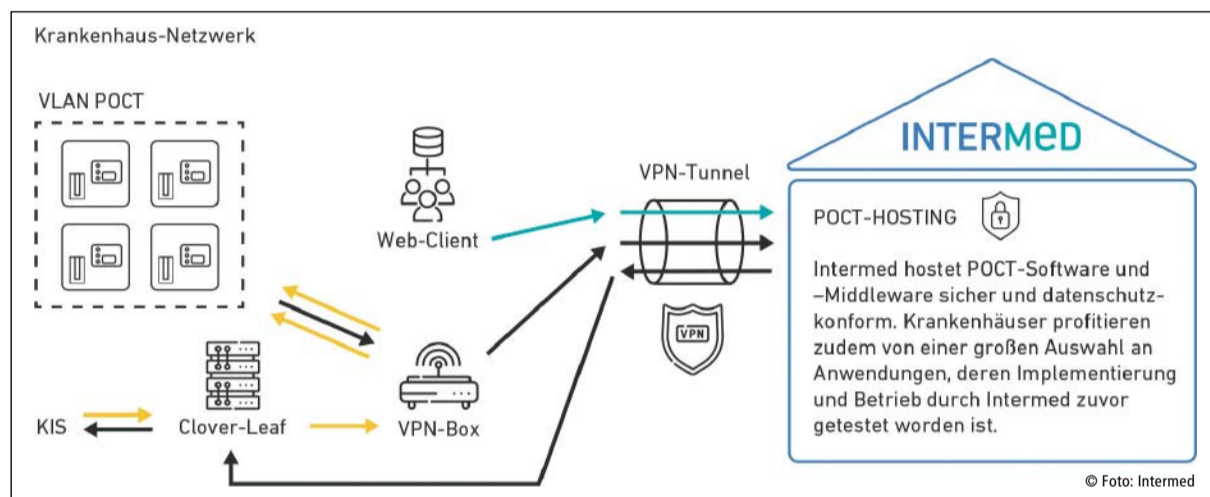 Krankenhaus-Netzwerk
VLAN POCT
Web-Client
VPN-Tunnel
VPN
KIS
Clover-Leaf
VPN-Box
INTERMeD
POCT-HOSTING
Intermed hostet POCT-Software und
–Middleware sicher und datenschutz-
konform. Krankenhäuser profitieren
zudem von einer großen Auswahl an
Anwendungen, deren Implementierung
und Betrieb durch Intermed zuvor
getestet worden ist.
© Foto: Intermed